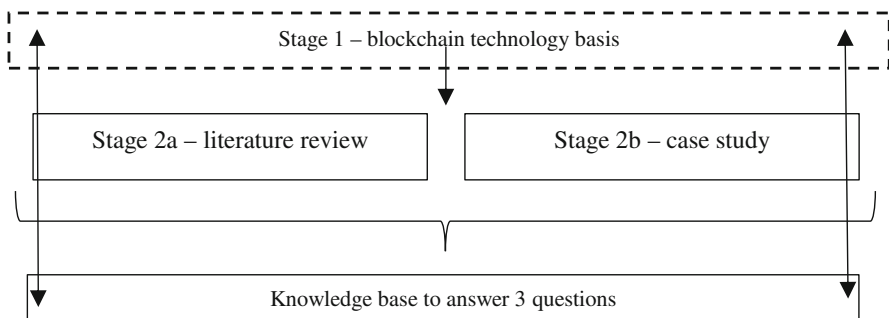 Stage 1 – blockchain technology basis
Stage 2a – literature review
Stage 2b – case study
Knowledge base to answer 3 questions